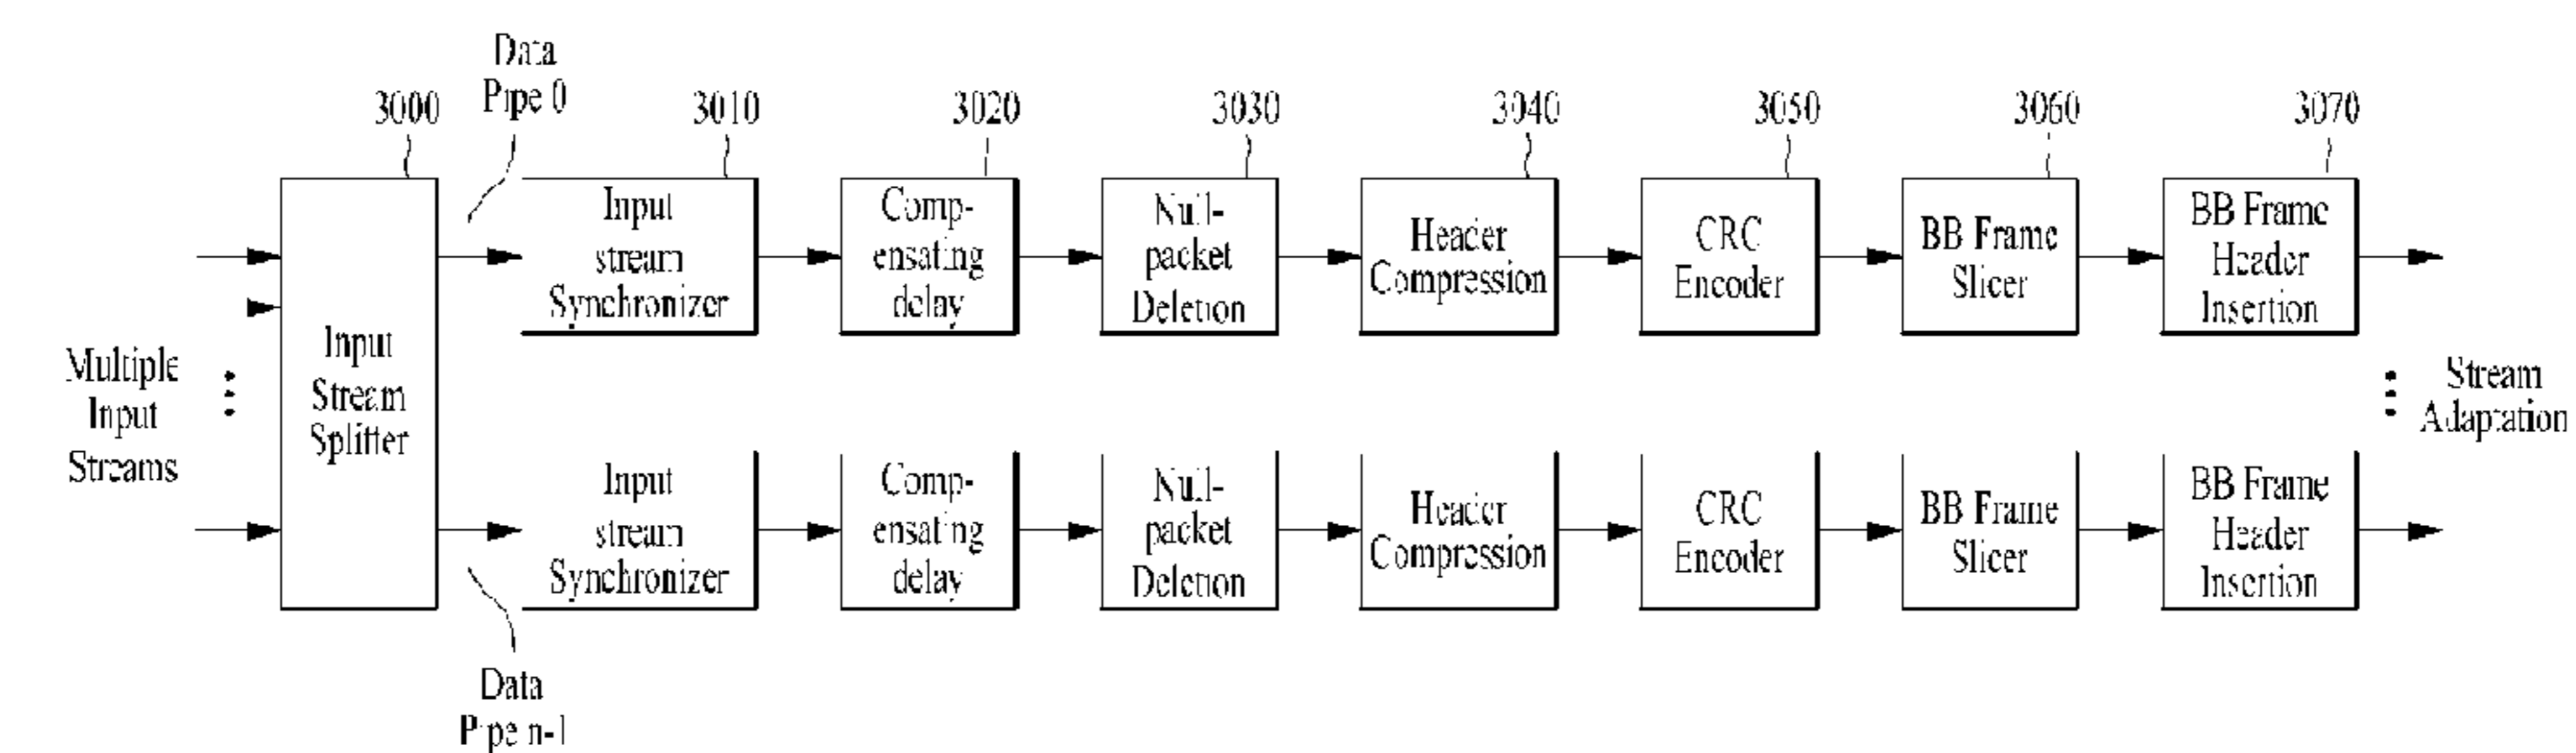 Data
Pipe 0
3000
3010
3020
3030
3040
3050
3060
3070
Multiple
Input
Streams
Input
Stream
Splitter
Input
stream
Synchronizer
Comp-
ensating
delay
Null-
packet
Deletion
Header
Compression
CRC
Encoder
BB Frame
Slicer
BB Frame
Header
Insertion
Stream
Adaptation
Input
stream
Synchronizer
Comp-
ensating
delay
Null-
packet
Deletion
Header
Compression
CRC
Encoder
BB Frame
Slicer
BB Frame
Header
Insertion
Data
Pipe n-1